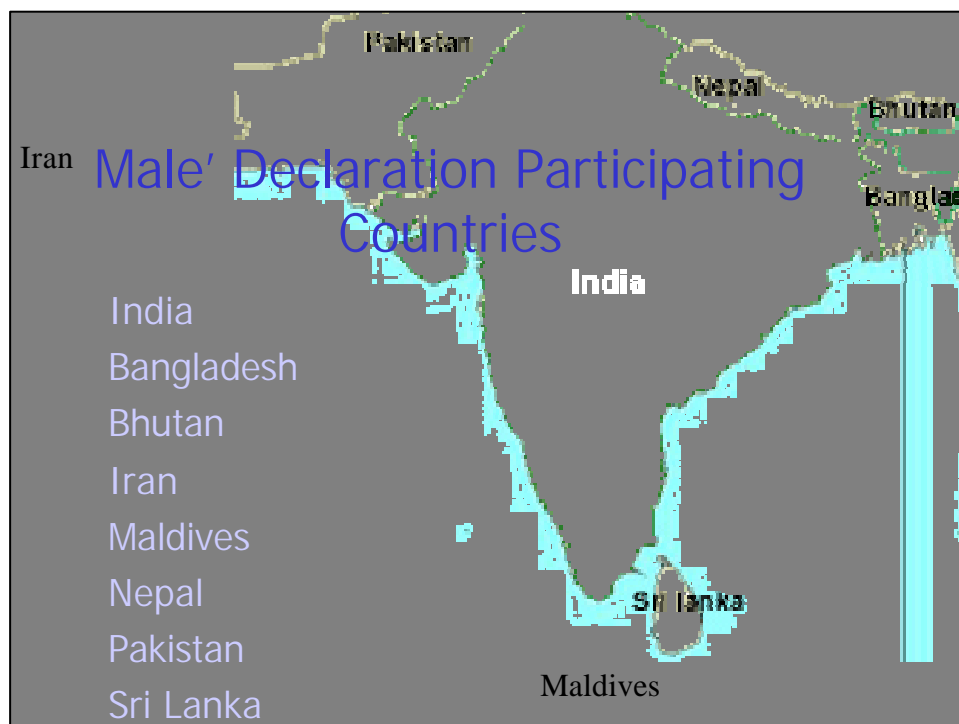 Pakistan
Nepal
Bhutan
Iran
Male' Declaration Participating
Countries
Banglad
India
India
Bangladesh
Bhutan
Iran
Maldives
Nepal
Pakistan
Sri Lanka
Sri lanka
Maldives